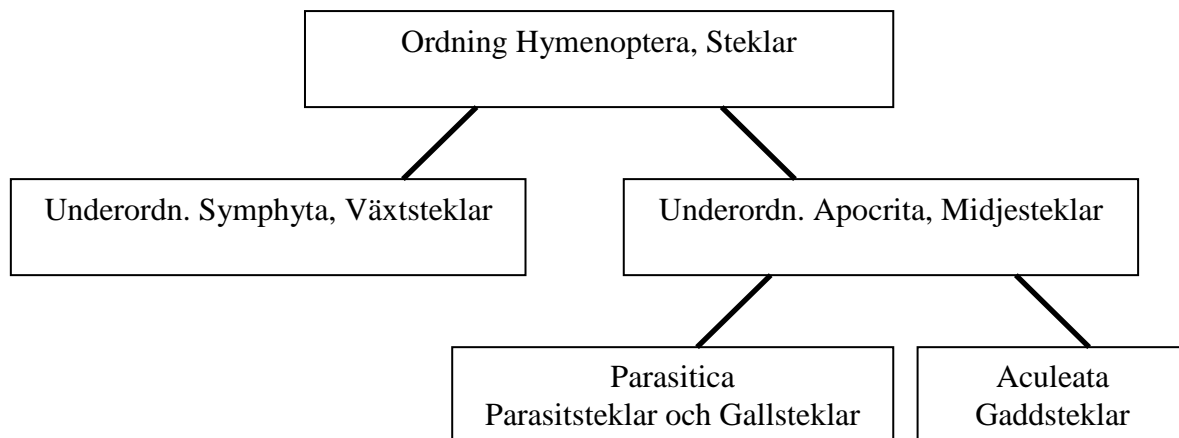 Ordning Hymenoptera, Steklar
Underordn. Symphyta, Växtsteklar
Underordn. Apocrita, Midjesteklar
Parasitica
Parasitsteklar och Gallsteklar
Aculeata
Gaddsteklar